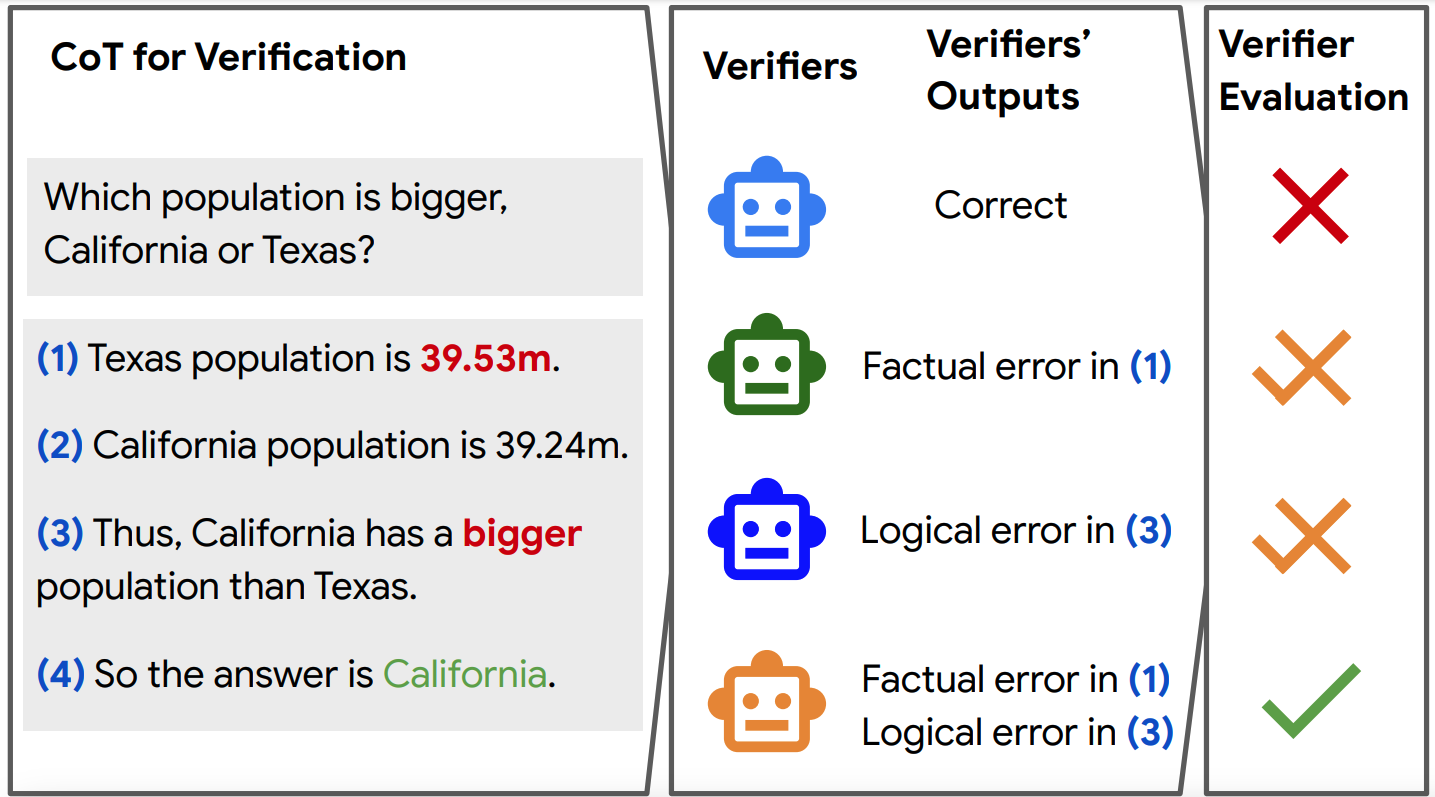 CoT for Verification
Which population is bigger,
California or Texas?
(1) Texas population is 39.53m.
(2) California population is 39.24m.
(3) Thus, California has a bigger
population than Texas.
(4) So the answer is California.
Verifiers
Verifiers’
Outputs
Correct
Factual error in (1)
Logical error in (3)
Factual error in (1)
Logical error in (3)
Verifier
Evaluation